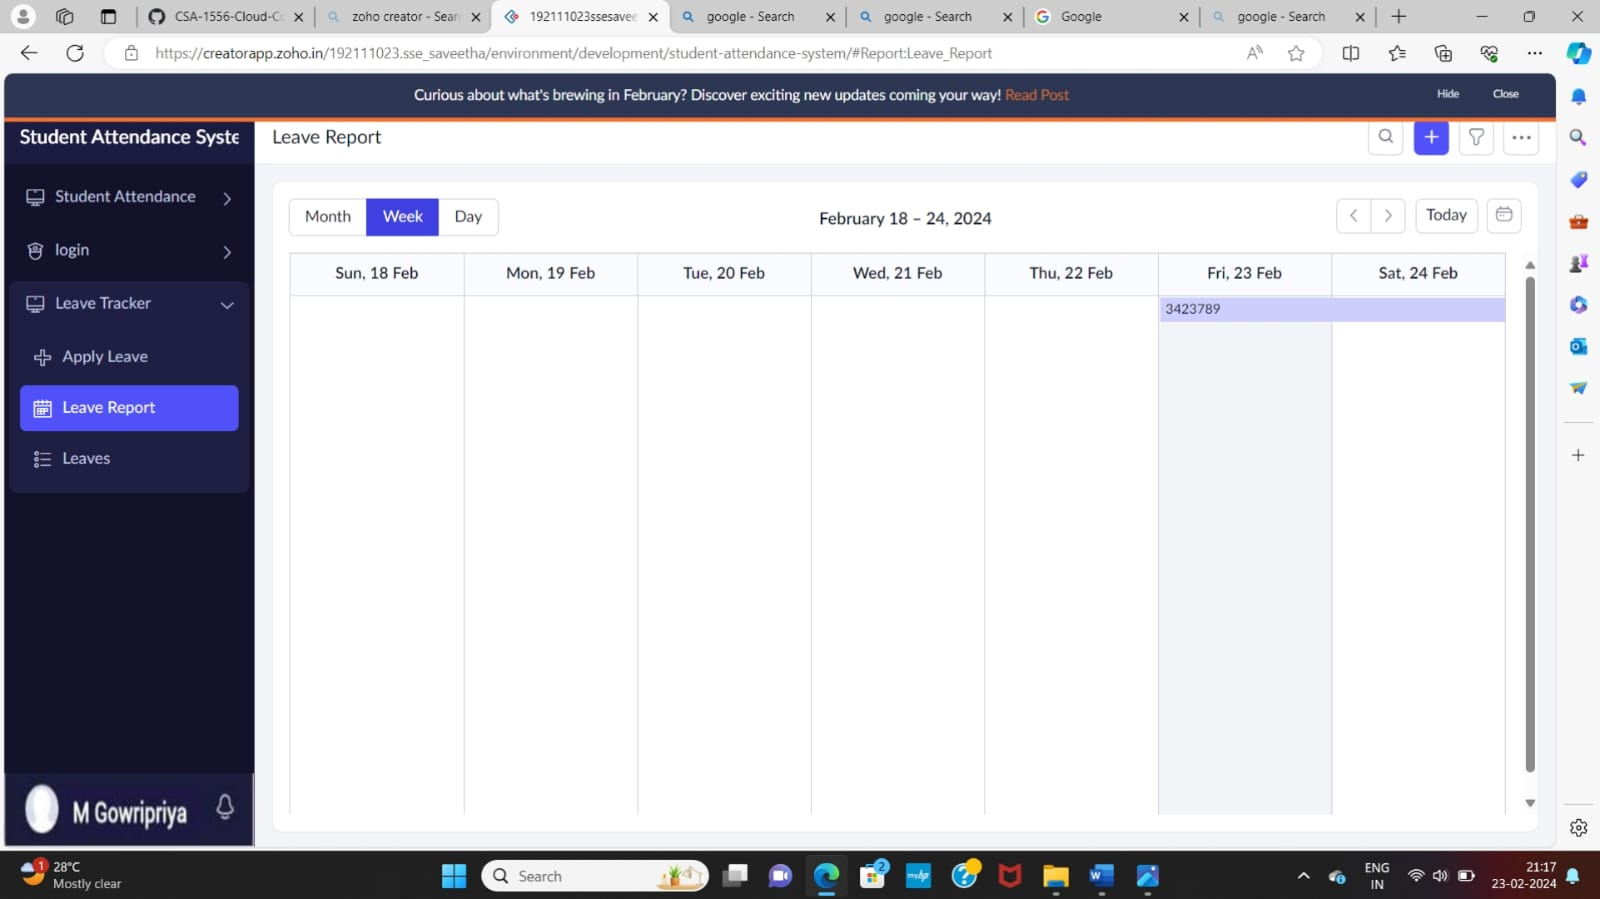 CSA-1556-Cloud-Cc
zoho creator - Sear
192111023ssesavee
google - Search
google - Search
Google
google - Search
https://creatorapp.zoho.in/192111023.sse_saveetha/environment/development/student-attendance-system/#Report:Leave_Report
Curious about what's brewing in February? Discover exciting new updates coming your way! Read Post
Hide
Close
Student Attendance Syste
Leave Report
Student Attendance
login
Leave Tracker
Apply Leave
Leave Report
Leaves
Month
Week
Day
February 18 – 24, 2024
Today
Sun, 18 Feb
Mon, 19 Feb
Tue, 20 Feb
Wed, 21 Feb
Thu, 22 Feb
Fri, 23 Feb
Sat, 24 Feb
3423789
M Gowripriya
1
28°C
Mostly clear
Search
2
myhp
ENG
IN
21:17
23-02-2024